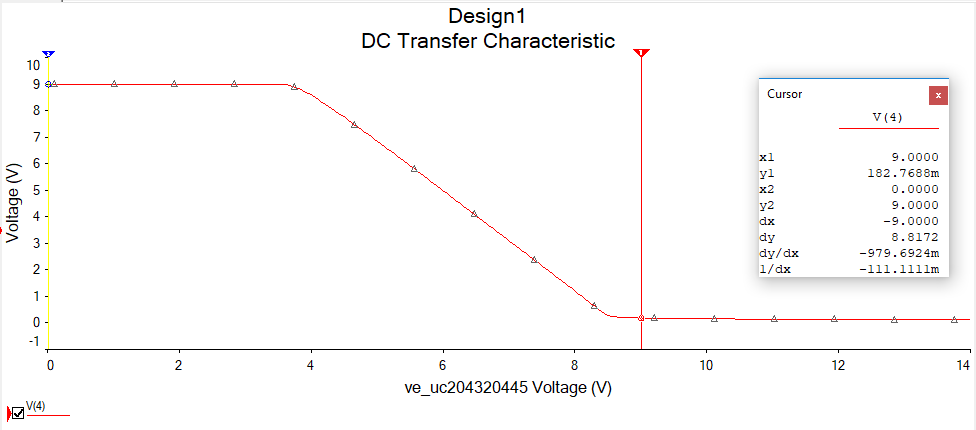 Design1
DC Transfer Characteristic
2
1
10
9
8
7
6
5
4
3
2
1
0
-1
Voltage (V)
0 2 4 6 8 10 12 14
ve_uc204320445 Voltage (V)
V(4)
Cursor
x
V(4)
x1 9.0000
y1 182.7688m
x2 0.0000
y2 9.0000
dx -9.0000
dy 8.8172
dy/dx -979.6924m
1/dx -111.1111m